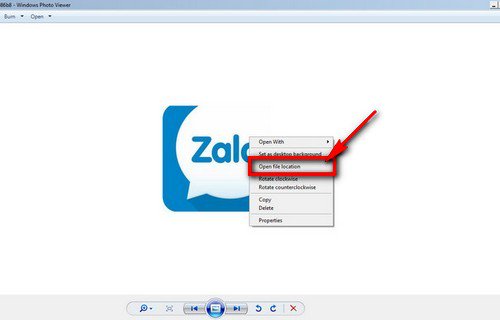 86b8 - Windows Photo Viewer
Burn Open
Zalo
Open With
Set as desktop background
Open file location
Rotate clockwise
Rotate counterclockwise
Copy
Delete
Properties